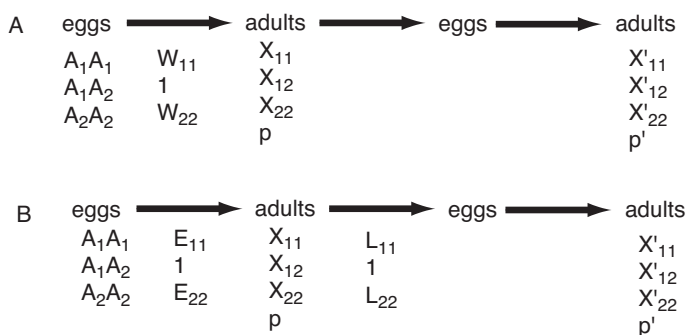 A eggs adults eggs adults
A₁A₁ W₁₁ X₁₁ X'₁₁
A₁A₂ 1 X₁₂ X'₁₂
A₂A₂ W₂₂ X₂₂ X'₂₂
p p'
B eggs adults eggs adults
A₁A₁ E₁₁ X₁₁ L₁₁ X'₁₁
A₁A₂ 1 X₁₂ 1 X'₁₂
A₂A₂ E₂₂ X₂₂ L₂₂ X'₂₂
p p'